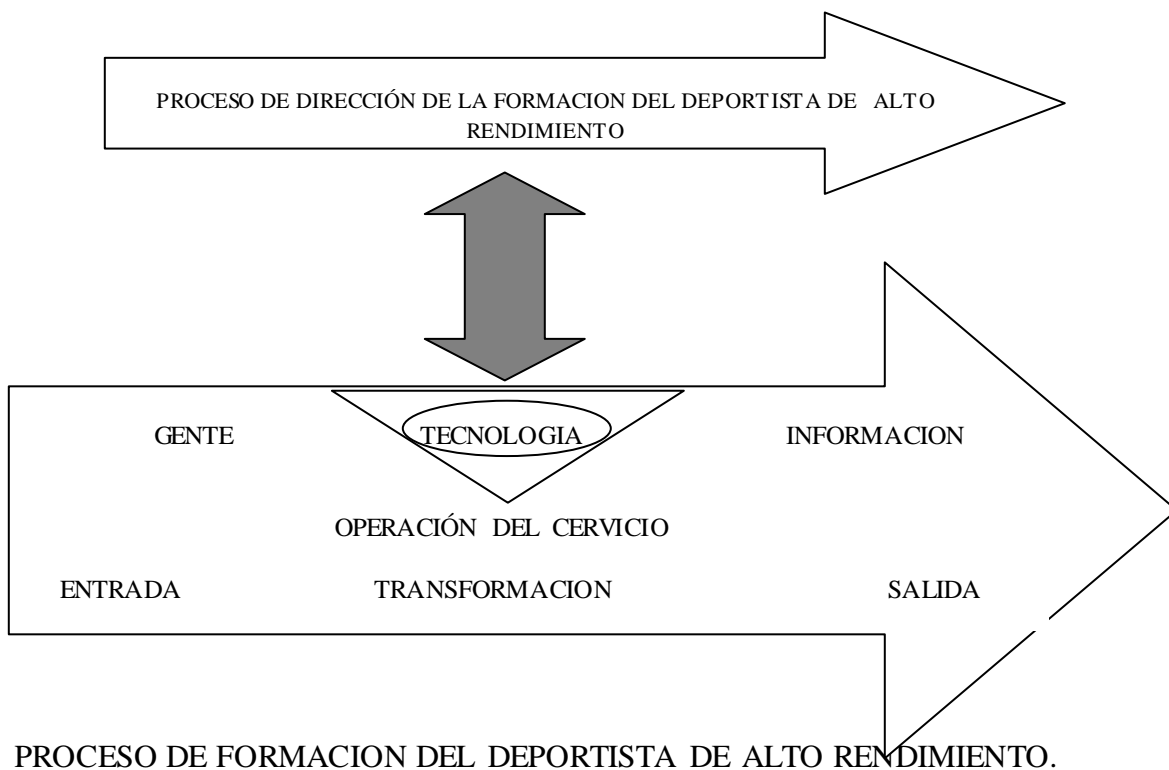 PROCESO DE DIRECCIÓN DE LA FORMACION DEL DEPORTISTA DE ALTO
RENDIMIENTO
GENTE TECNOLOGIA INFORMACION
OPERACIÓN DEL CERVICIO
ENTRADA TRANSFORMACION SALIDA
PROCESO DE FORMACION DEL DEPORTISTA DE ALTO RENDIMIENTO.